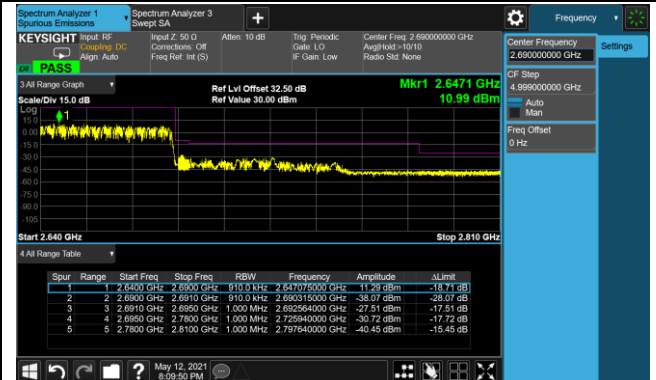 Spectrum Analyzer 1
Spurious Emissions
Spectrum Analyzer 3
Swept SA
Frequency
KEYSIGHT
Input: RF
Coupling: DC
Align: Auto
Input Z: 50 Ω
Corrections: Off
Freq Ref: Int (S)
Atten: 10 dB
Trig: Periodic
Gate: LO
IF Gain: Low
Center Freq: 2.690000000 GHz
Avg|Hold:>10/10
Radio Std: None
PASS
Center Frequency
2.690000000 GHz
Settings
CF Step
4.999000000 GHz
Auto
Man
Freq Offset
0 Hz
3 All Range Graph
Scale/Div 15.0 dB
Ref Lvl Offset 32.50 dB
Ref Value 30.00 dBm
Mkr1 2.6471 GHz
10.99 dBm
Log
15.0
0.00
-15.0
-30.0
-45.0
-60.0
-75.0
-90.0
-105
1
Start 2.640 GHz
Stop 2.810 GHz
4 All Range Table
Spur Range Start Freq Stop Freq RBW Frequency Amplitude ΔLimit
1 1 2.6400 GHz 2.6900 GHz 910.0 kHz 2.647075000 GHz 11.29 dBm -18.71 dB
2 2 2.6900 GHz 2.6910 GHz 910.0 kHz 2.690315000 GHz -38.07 dBm -28.07 dB
3 3 2.6910 GHz 2.6950 GHz 1.000 MHz 2.692564000 GHz -27.51 dBm -17.51 dB
4 4 2.6950 GHz 2.7800 GHz 1.000 MHz 2.725940000 GHz -30.72 dBm -17.72 dB
5 5 2.7800 GHz 2.8100 GHz 1.000 MHz 2.797640000 GHz -40.45 dBm -15.45 dB
May 12, 2021
8:09:50 PM